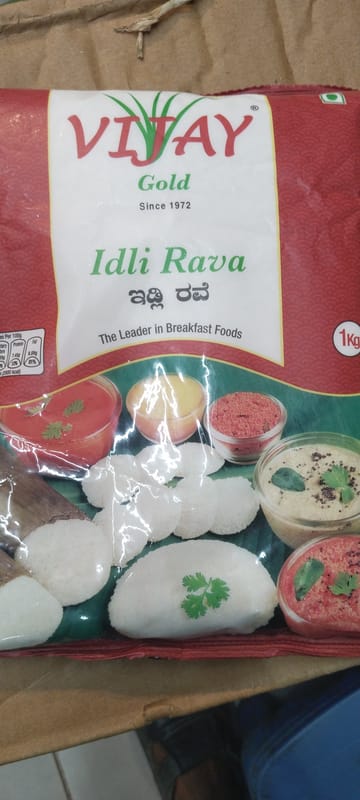 VIJAY®
Gold
Since 1972
Idli Rava
ಇಡ್ಲಿ ರವೆ
The Leader in Breakfast Foods
1Kg